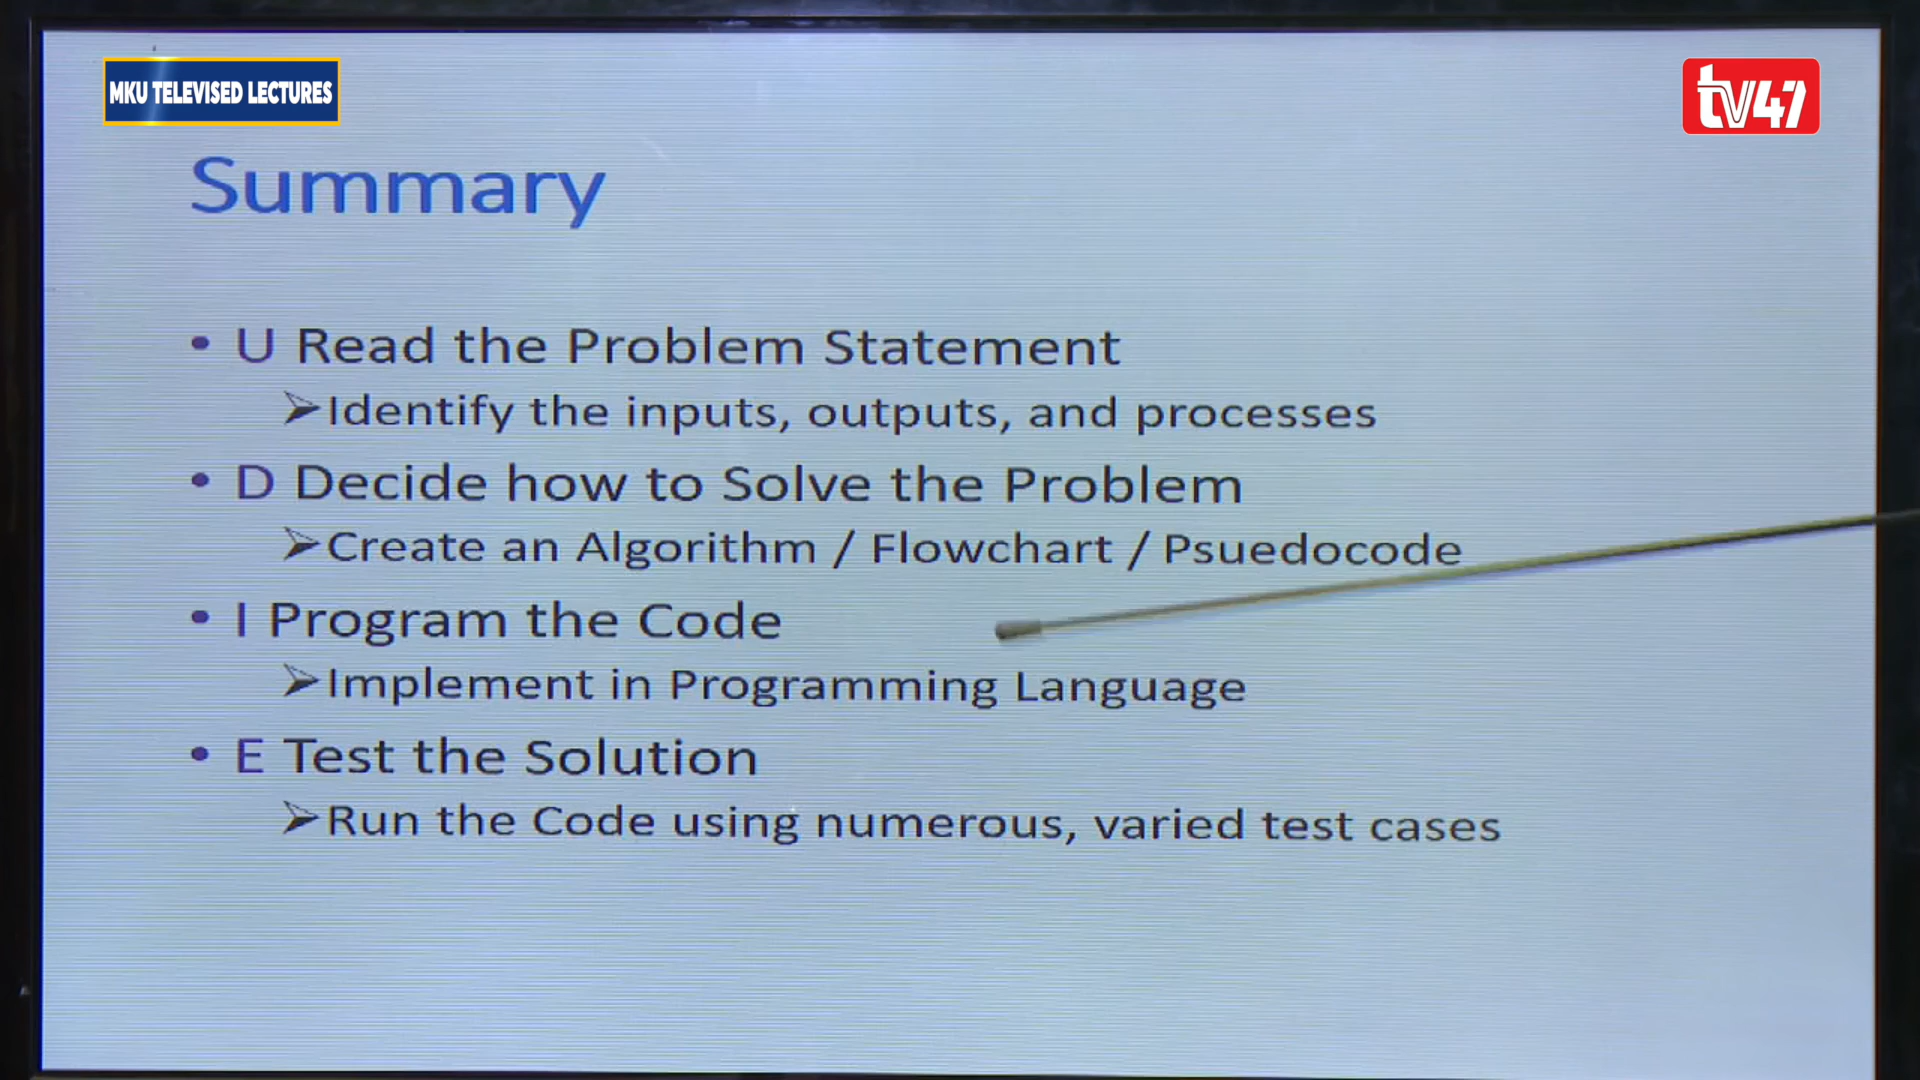 MKU TELEVISED LECTURES
tv47
Summary
• U Read the Problem Statement
➢Identify the inputs, outputs, and processes
• D Decide how to Solve the Problem
➢Create an Algorithm / Flowchart / Psuedocode
• I Program the Code
➢Implement in Programming Language
• E Test the Solution
➢Run the Code using numerous, varied test cases